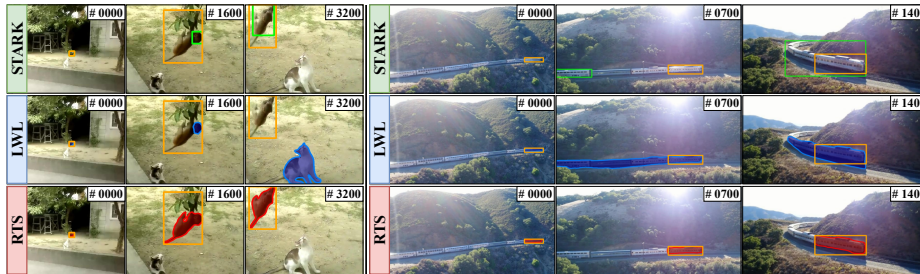 STARK # 0000 # 1600 # 3200 STARK # 0000 # 0700 # 140
LWL # 0000 # 1600 # 3200 LWL # 0000 # 0700 # 140
RTS # 0000 # 1600 # 3200 RTS # 0000 # 0700 # 140